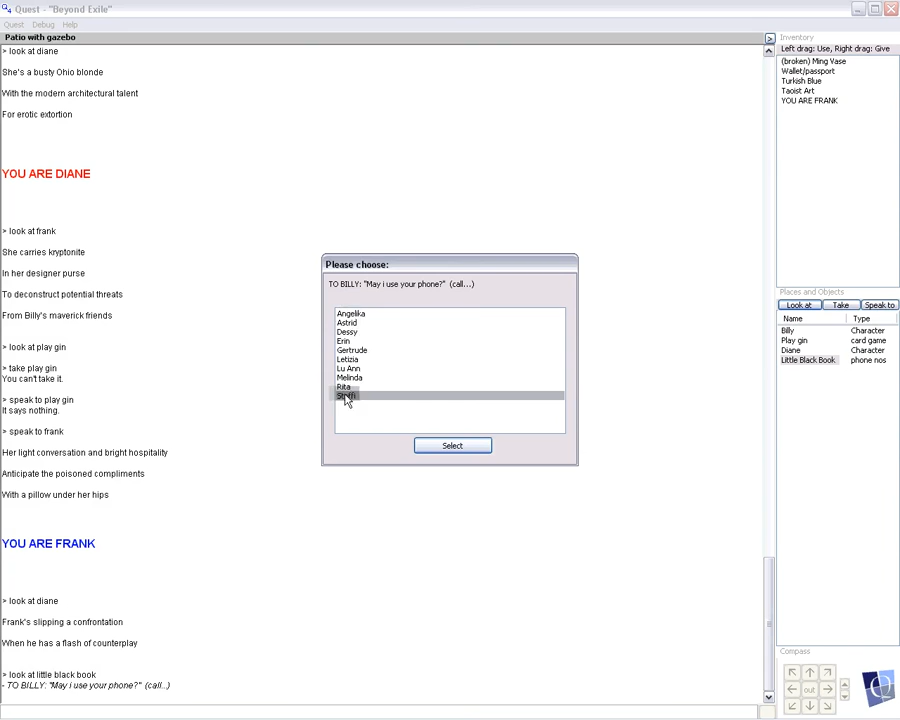 Quest - "Beyond Exile"
Quest Debug Help
Patio with gazebo
> look at diane
She's a busty Ohio blonde
With the modern architectural talent
For erotic extortion
YOU ARE DIANE
> look at frank
She carries kryptonite
In her designer purse
To deconstruct potential threats
From Billy's maverick friends
> look at play gin
> take play gin
You can't take it.
> speak to play gin
It says nothing.
> speak to frank
Her light conversation and bright hospitality
Anticipate the poisoned compliments
With a pillow under her hips
YOU ARE FRANK
> look at diane
Frank's slipping a confrontation
When he has a flash of counterplay
> look at little black book
- TO BILLY: "May i use your phone?" (call...)
Please choose:
TO BILLY: "May i use your phone?" (call...)
Angelika
Astrid
Dessy
Erin
Gertrude
Letizia
Lu Ann
Melinda
Rita
Select
>
Inventory
Left drag: Use, Right drag: Give
(broken) Ming Vase
Wallet/passport
Turkish Blue
Taoist Art
YOU ARE FRANK
Places and Objects
Look at Take Speak to
Name Type
Billy Character
Play gin card game
Diane Character
Little Black Book phone nos
Compass
out